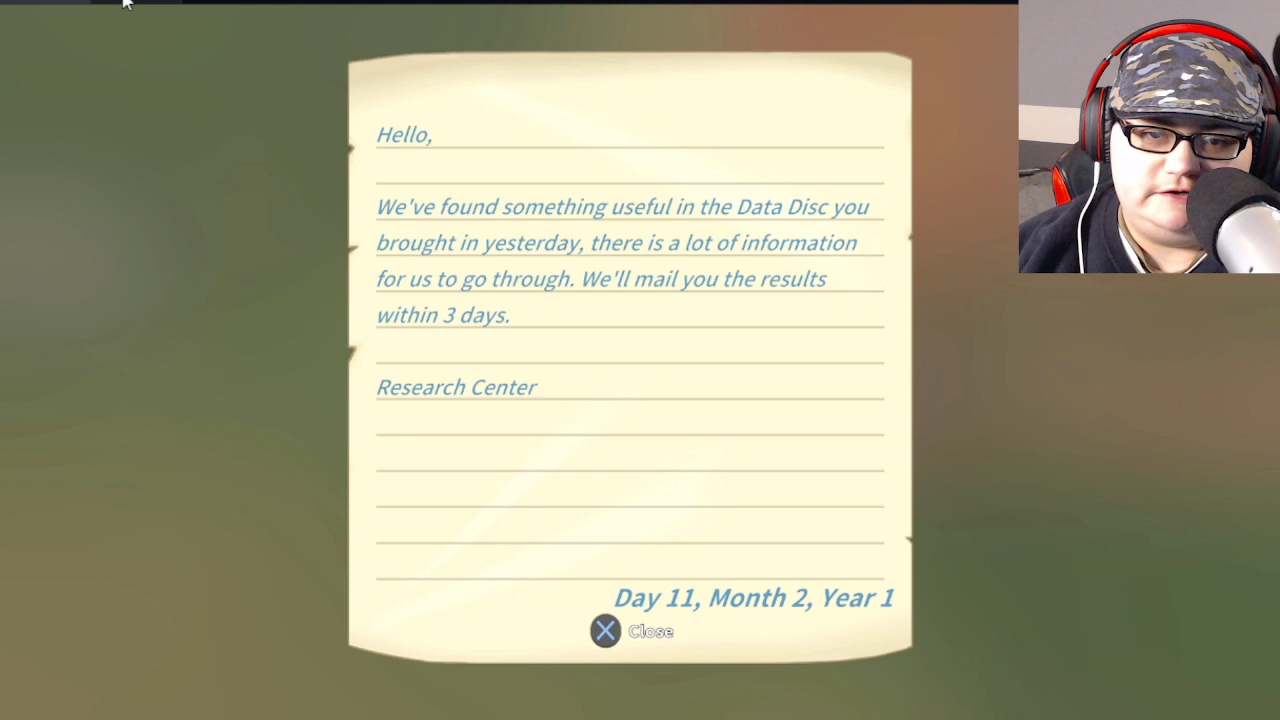 Hello,
We've found something useful in the Data Disc you
brought in yesterday, there is a lot of information
for us to go through. We'll mail you the results
within 3 days.
Research Center
Day 11, Month 2, Year 1
Close